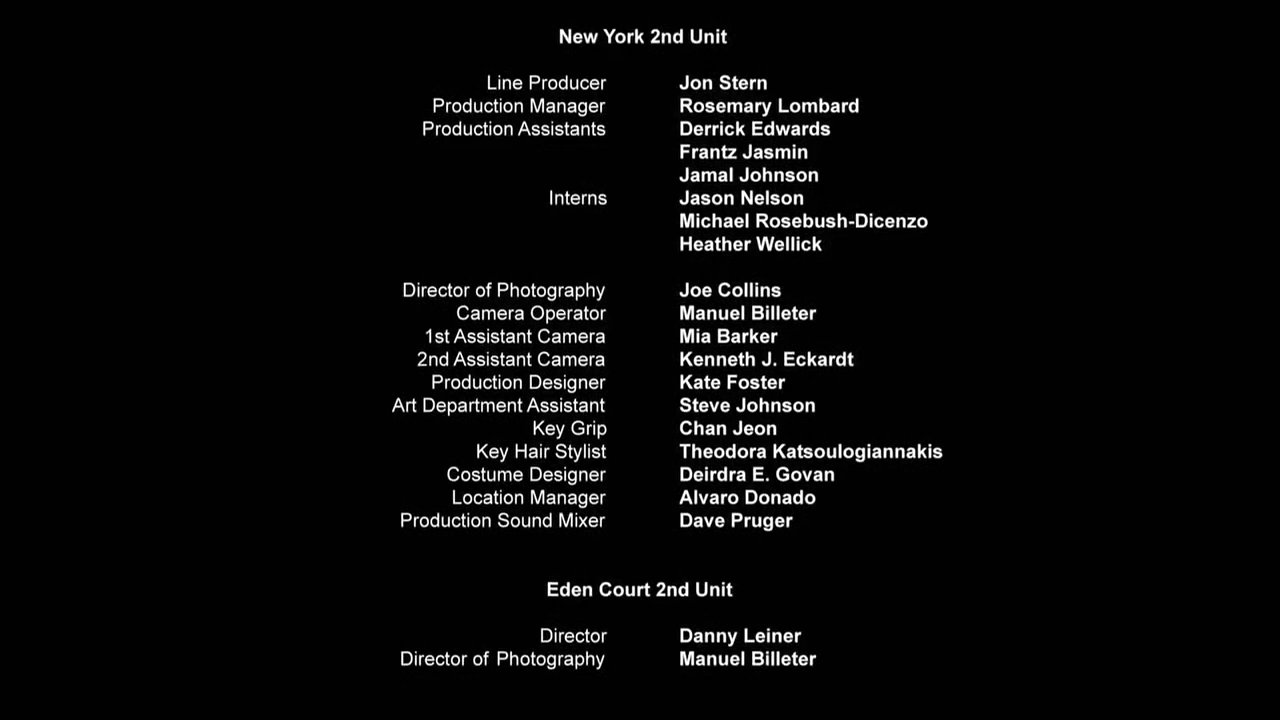 New York 2nd Unit
Line Producer Jon Stern
Production Manager Rosemary Lombard
Production Assistants Derrick Edwards
Frantz Jasmin
Jamal Johnson
Interns Jason Nelson
Michael Rosebush-Dicenzo
Heather Wellick
Director of Photography Joe Collins
Camera Operator Manuel Billeter
1st Assistant Camera Mia Barker
2nd Assistant Camera Kenneth J. Eckardt
Production Designer Kate Foster
Art Department Assistant Steve Johnson
Key Grip Chan Jeon
Key Hair Stylist Theodora Katsoulogiannakis
Costume Designer Deirdra E. Govan
Location Manager Alvaro Donado
Production Sound Mixer Dave Pruger
Eden Court 2nd Unit
Director Danny Leiner
Director of Photography Manuel Billeter